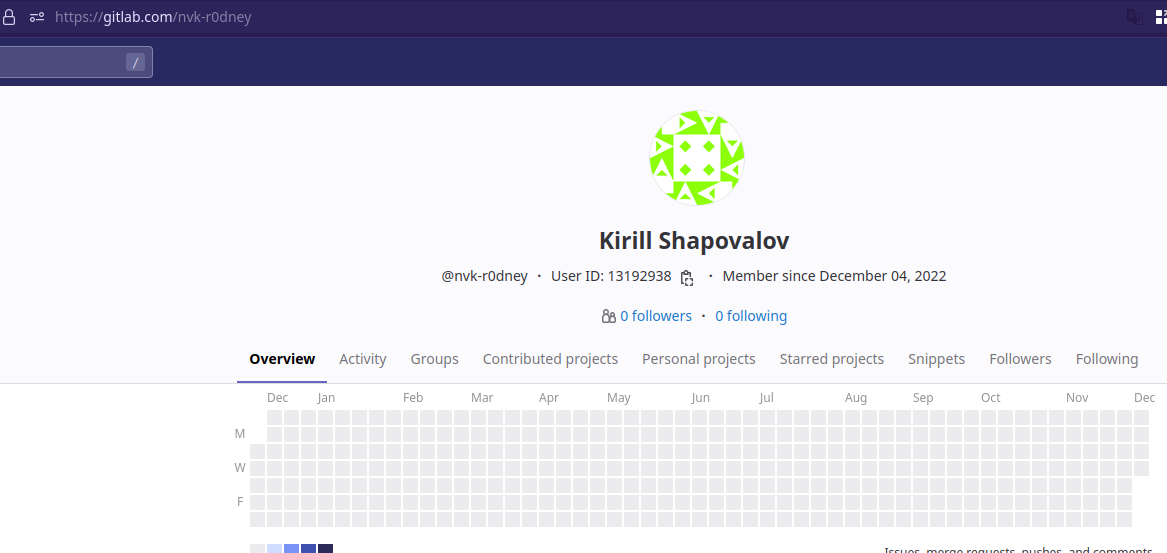 https://gitlab.com/nvk-r0dney
/
Kirill Shapovalov
@nvk-r0dney · User ID: 13192938 · Member since December 04, 2022
0 followers · 0 following
Overview Activity Groups Contributed projects Personal projects Starred projects Snippets Followers Following
Dec Jan Feb Mar Apr May Jun Jul Aug Sep Oct Nov Dec
M
W
F
Issues, merge requests, pushes, and comments.